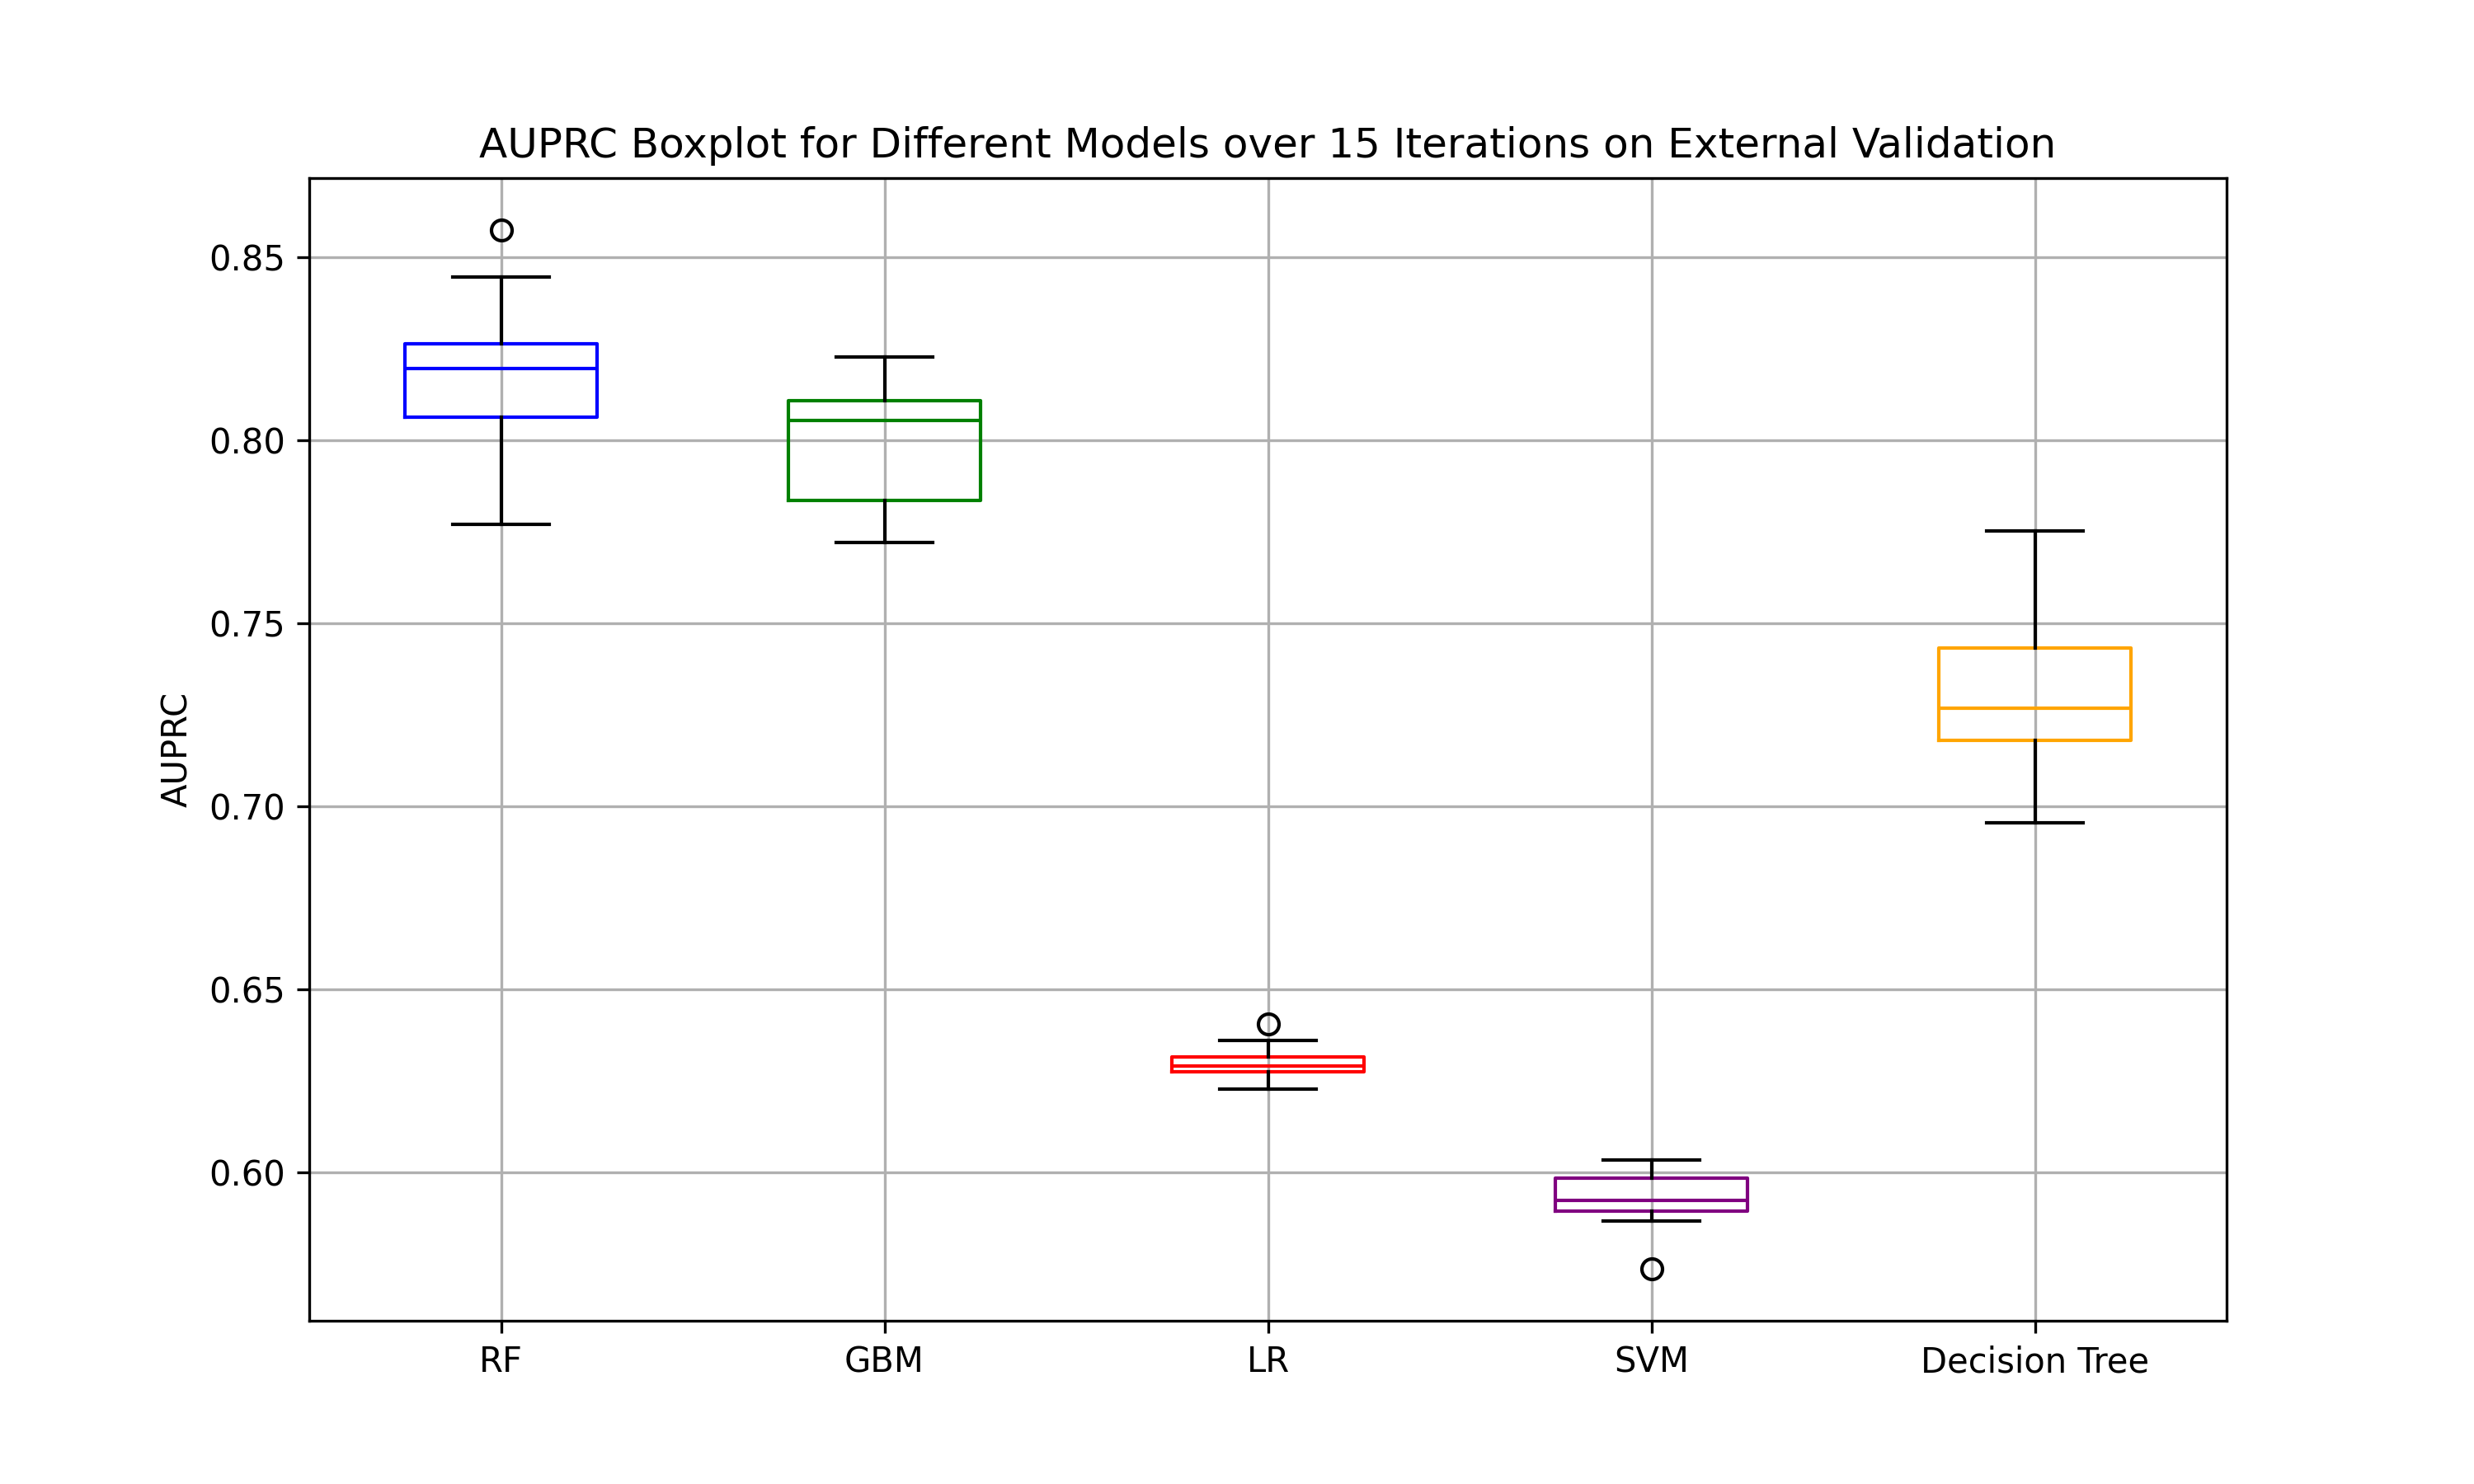 AUPRC Boxplot for Different Models over 15 Iterations on External Validation
0.85
0.80
0.75
0.70
0.65
0.60
AUPRC
RF GBM LR SVM Decision Tree